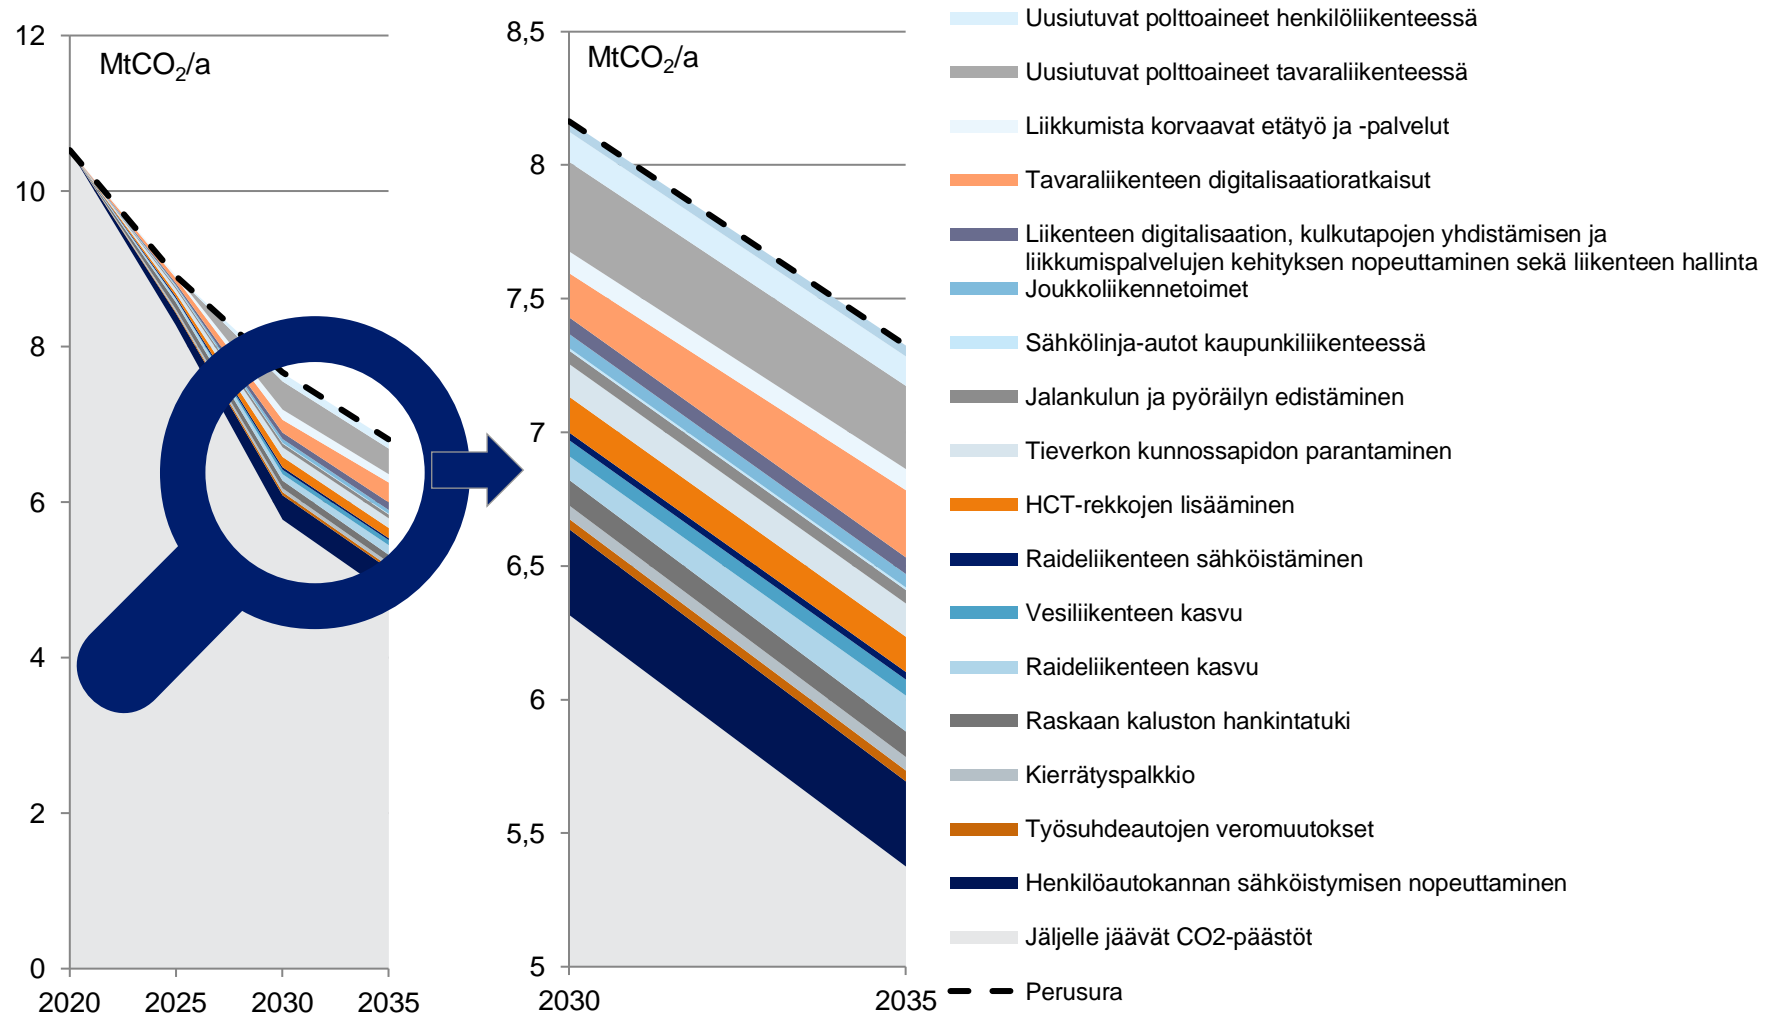 12
10
8
6
4
2
0
MtCO2/a
2020
2025
2030
2035
8,5
8
7,5
7
6,5
6
5,5
5
MtCO2/a
2030
2035
Uusiutuvat polttoaineet henkilöliikenteessä
Uusiutuvat polttoaineet tavaraliikenteessä
Liikkumista korvaavat etätyö ja -palvelut
Tavaraliikenteen digitalisaatioratkaisut
Liikenteen digitalisaation, kulkutapojen yhdistämisen ja
liikkumispalvelujen kehityksen nopeuttaminen sekä liikenteen hallinta
Joukkoliikennetoimet
Sähkölinja-autot kaupunkiliikenteessä
Jalankulun ja pyöräilyn edistäminen
Tieverkon kunnossapidon parantaminen
HCT-rekkojen lisääminen
Raideliikenteen sähköistäminen
Vesiliikenteen kasvu
Raideliikenteen kasvu
Raskaan kaluston hankintatuki
Kierrätyspalkkio
Työsuhdeautojen veromuutokset
Henkilöautokannan sähköistymisen nopeuttaminen
Jäljelle jäävät CO2-päästöt
Perusura